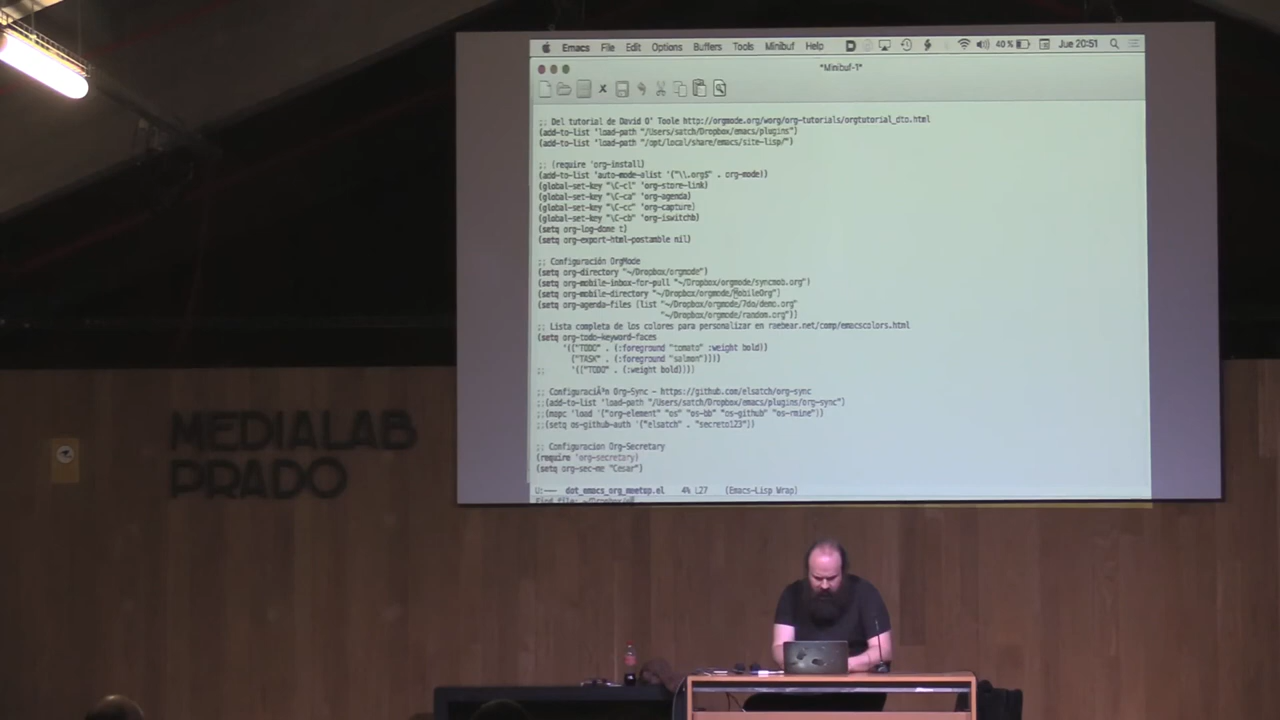 Emacs File Edit Options Buffers Tools Minibuf Help 40% Jue 20:51
*Minibuf-1*
;; Del tutorial de David O' Toole http://orgmode.org/worg/org-tutorials/orgtutorial_dto.html
(add-to-list 'load-path "/Users/satch/Dropbox/emacs/plugins")
(add-to-list 'load-path "/opt/local/share/emacs/site-lisp/")
;; (require 'org-install)
(add-to-list 'auto-mode-alist '("\\.org$" . org-mode))
(global-set-key "\C-cl" 'org-store-link)
(global-set-key "\C-ca" 'org-agenda)
(global-set-key "\C-cc" 'org-capture)
(global-set-key "\C-cb" 'org-iswitchb)
(setq org-log-done t)
(setq org-export-html-postamble nil)
;; Configuración OrgMode
(setq org-directory "~/Dropbox/orgmode")
(setq org-mobile-inbox-for-pull "~/Dropbox/orgmode/syncmob.org")
(setq org-mobile-directory "~/Dropbox/orgmode/MobileOrg")
(setq org-agenda-files (list "~/Dropbox/orgmode/7do/demo.org"
"~/Dropbox/orgmode/random.org"))
;; Lista completa de los colores para personalizar en raebear.net/comp/emacscolors.html
(setq org-todo-keyword-faces
'(("TODO" . (:foreground "tomato" :weight bold))
("TASK" . (:foreground "salmon"))))
;; '(("TODO" . (:weight bold))))
;; ConfiguraciÃ³n Org-Sync - https://github.com/elsatch/org-sync
;;(add-to-list 'load-path "/Users/satch/Dropbox/emacs/plugins/org-sync")
;;(mapc 'load '("org-element" "os" "os-bb" "os-github" "os-rmine"))
;;(setq os-github-auth '("elsatch" . "secreto123"))
;; Configuracion Org-Secretary
(require 'org-secretary)
(setq org-sec-me "Cesar")
U:--- dot_emacs_org_meetup.el 4% L27 (Emacs-Lisp Wrap)
Find file: ~/Dropbox/
MEDIALAB
PRADO